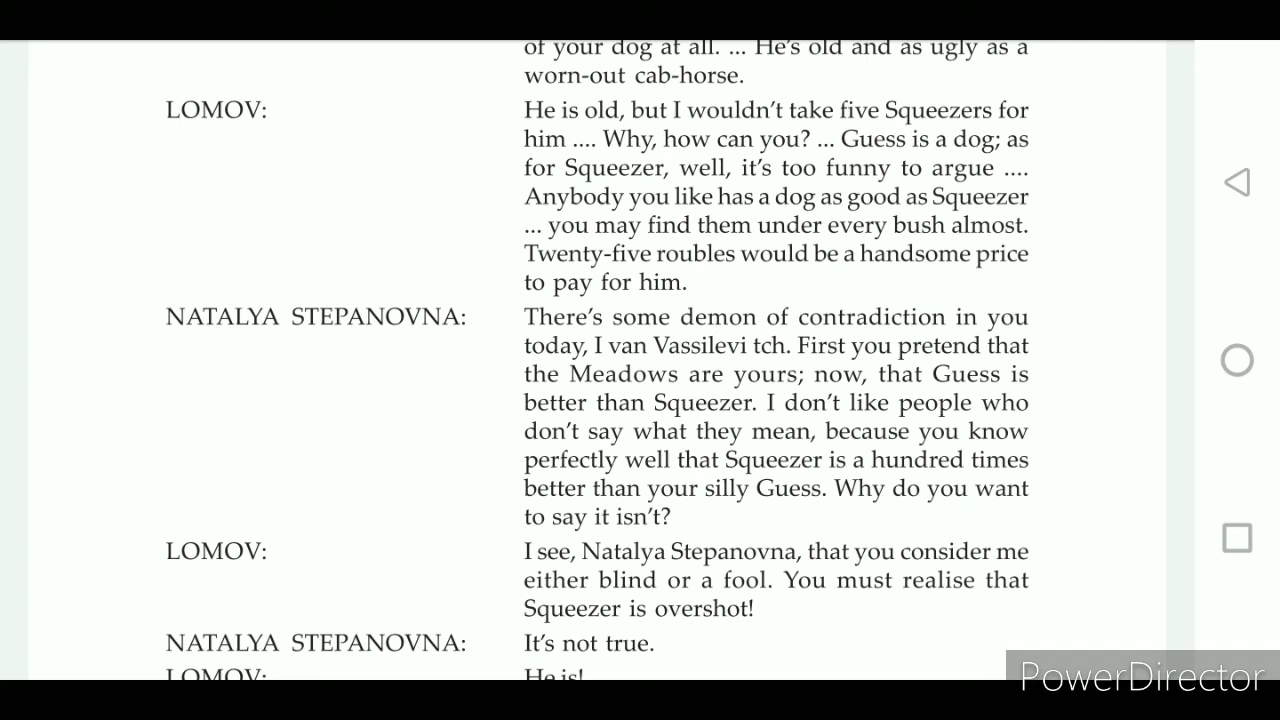 of your dog at all. ... He's old and as ugly as a
worn-out cab-horse.
LOMOV: He is old, but I wouldn't take five Squeezers for
him .... Why, how can you? ... Guess is a dog; as
for Squeezer, well, it's too funny to argue ....
Anybody you like has a dog as good as Squeezer
... you may find them under every bush almost.
Twenty-five roubles would be a handsome price
to pay for him.
NATALYA STEPANOVNA: There's some demon of contradiction in you
today, I van Vassilevi tch. First you pretend that
the Meadows are yours; now, that Guess is
better than Squeezer. I don't like people who
don't say what they mean, because you know
perfectly well that Squeezer is a hundred times
better than your silly Guess. Why do you want
to say it isn't?
LOMOV: I see, Natalya Stepanovna, that you consider me
either blind or a fool. You must realise that
Squeezer is overshot!
NATALYA STEPANOVNA: It's not true.
LOMOV: He is!
PowerDirector